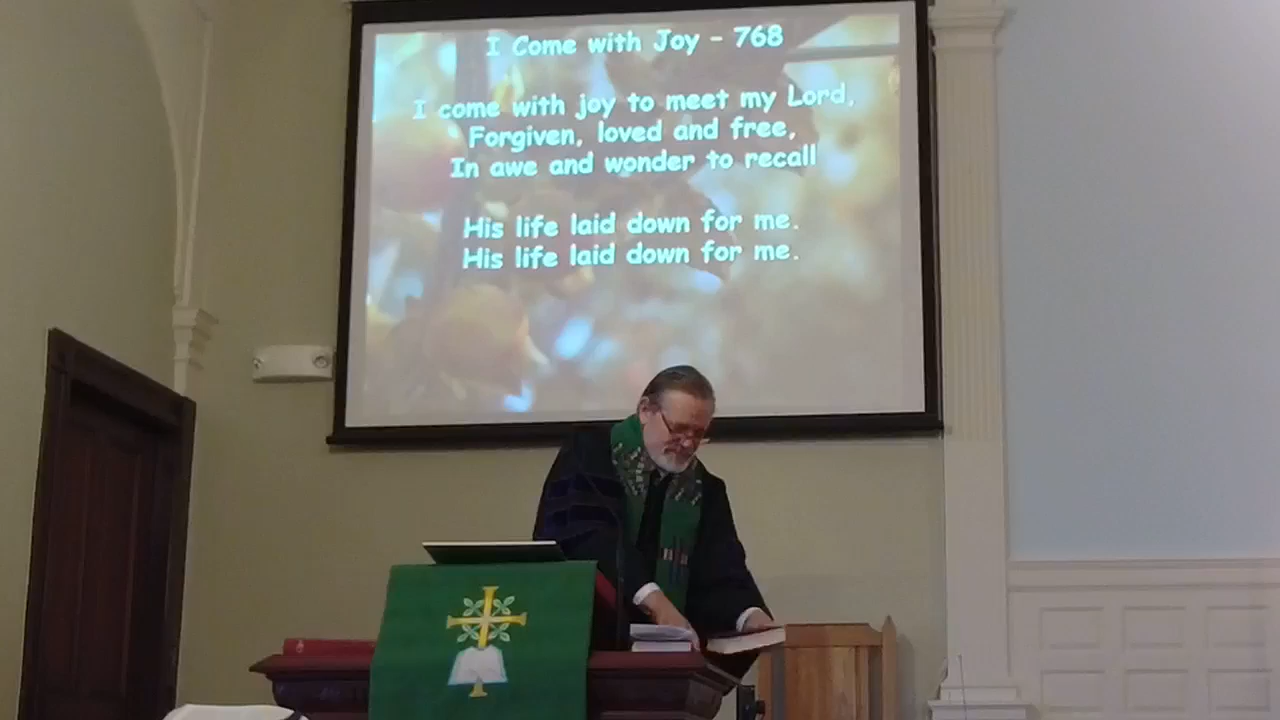 I Come with Joy - 768
I come with joy to meet my Lord,
Forgiven, loved and free,
In awe and wonder to recall
His life laid down for me.
His life laid down for me.